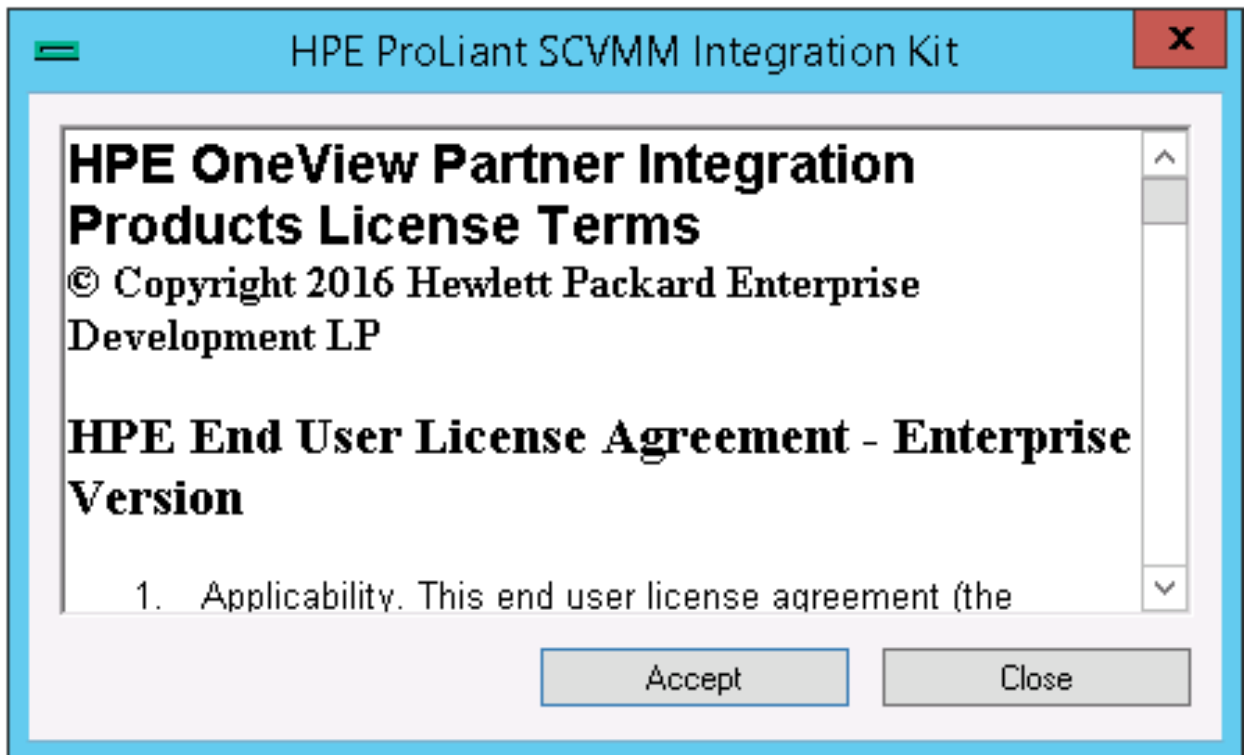 HPE ProLiant SCVMM Integration Kit
x
HPE OneView Partner Integration
Products License Terms
© Copyright 2016 Hewlett Packard Enterprise
Development LP
HPE End User License Agreement - Enterprise
Version
1. Applicability. This end user license agreement (the
Accept
Close